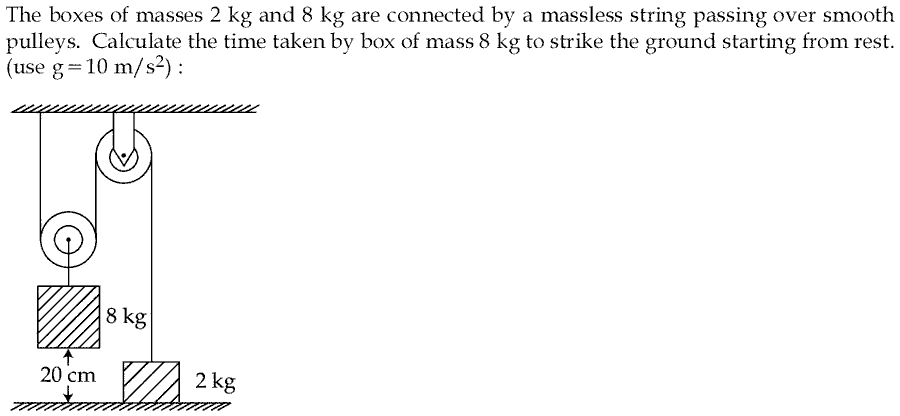 The boxes of masses 2 kg and 8 kg are connected by a massless string passing over smooth
pulleys. Calculate the time taken by box of mass 8 kg to strike the ground starting from rest.
(use g=10 m/s²) :
8 kg
20 cm
2 kg